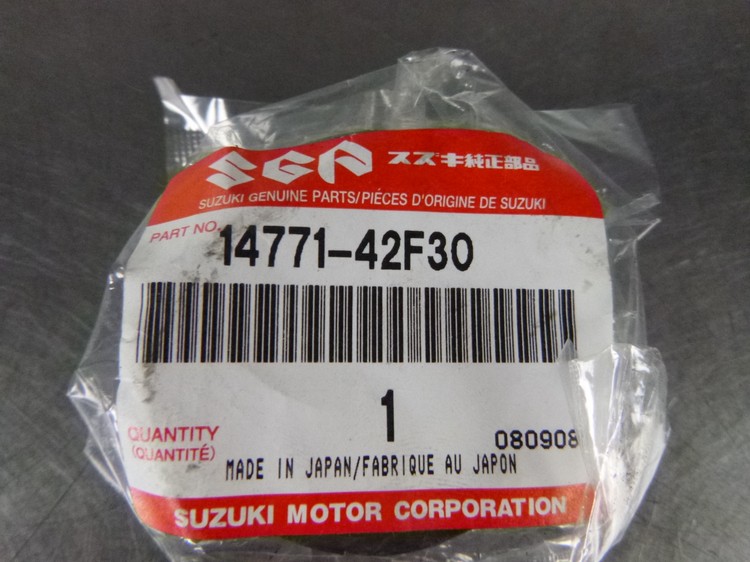 SGP スズキ純正部品
SUZUKI GENUINE PARTS/PIÉCES D'ORIGINE DE SUZUKI
PART NO. 14771-42F30
1
QUANTITY 080908
(QUANTITÉ)
MADE IN JAPAN/FABRIQUE AU JAPON
SUZUKI MOTOR CORPORATION